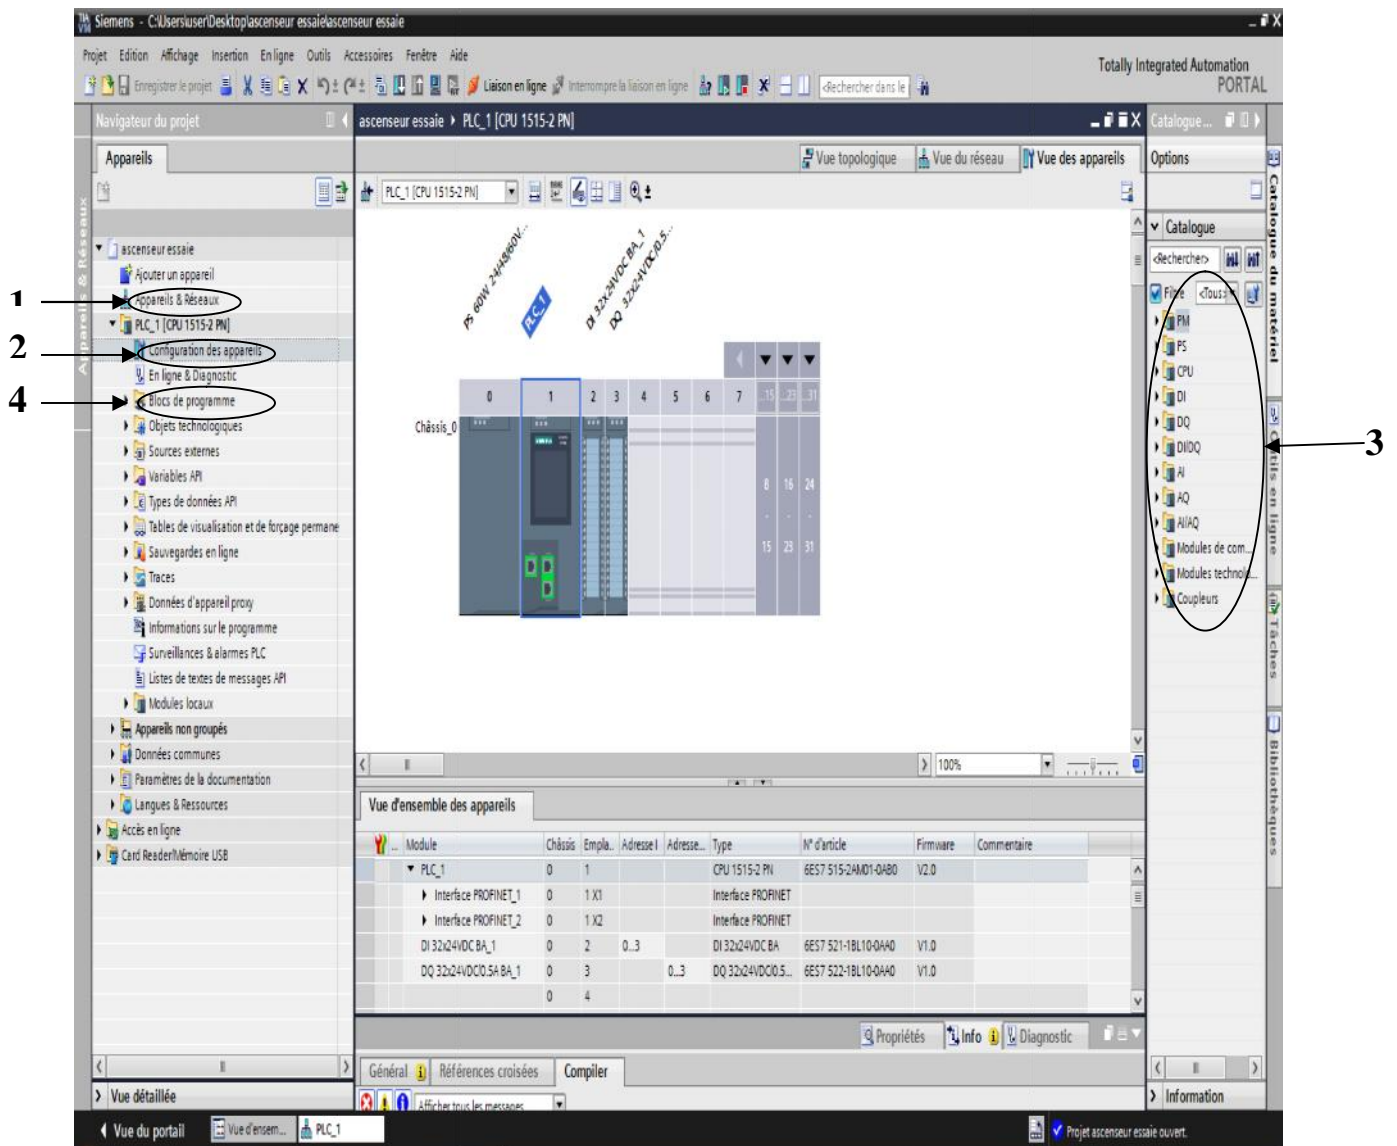 Siemens - C:\Users\user\Desktop\ascenseur essaie\ascenseur essaie
Projet Edition Affichage Insertion En ligne Outils Accessoires Fenêtre Aide
Totally Integrated Automation
PORTAL
Enregistrer le projet
Liaison en ligne
Interrompre la liaison en ligne
<Rechercher dans le
Navigateur du projet
ascenseur essaie PLC_1 [CPU 1515-2 PN]
Catalogue ...
Appareils
Vue topologique
Vue du réseau
Vue des appareils
Options
PLC_1 [CPU 1515-2 PN]
Appareils & Réseaux
ascenseur essaie
Ajouter un appareil
1
Appareils & Réseaux
PLC_1 [CPU 1515-2 PN]
2
Configuration des appareils
En ligne & Diagnostic
4
Blocs de programme
Objets technologiques
Sources externes
Variables API
Types de données API
Tables de visualisation et de forçage permane
Sauvegardes en ligne
Traces
Données d'appareil proxy
Informations sur le programme
Surveillances & alarmes PLC
Listes de textes de messages API
Modules locaux
Appareils non groupés
Données communes
Paramètres de la documentation
Langues & Ressources
Accès en ligne
Card Reader/Mémoire USB
PS 60W 24/48/60V...
PLC_1
DI 32x24VDC BA_1
DQ 32x24VDC/0.5...
0 1 2 3 4 5 6 7 ...15 ...23 ...31
Châssis_0
8 16 24
- - -
15 23 31
100%
Catalogue
<Rechercher>
Filtre <Tous>
PM
PS
CPU
DI
DQ
DI/DQ
AI
AQ
AI/AQ
Modules de com...
Modules technolo...
Coupleurs
3
Catalogue du matériel
Outils en ligne
Tâches
Bibliothèques
Vue d'ensemble des appareils
... Module Châssis Empla.. Adresse I Adresse... Type N° d'article Firmware Commentaire
PLC_1 0 1 CPU 1515-2 PN 6ES7 515-2AM01-0AB0 V2.0
Interface PROFINET_1 0 1 X1 Interface PROFINET
Interface PROFINET_2 0 1 X2 Interface PROFINET
DI 32x24VDC BA_1 0 2 0...3 DI 32x24VDC BA 6ES7 521-1BL10-0AA0 V1.0
DQ 32x24VDC/0.5A BA_1 0 3 0...3 DQ 32x24VDC/0.5... 6ES7 522-1BL10-0AA0 V1.0
0 4
Propriétés
Info
Diagnostic
Général
Références croisées
Compiler
Afficher tous les messages
Vue détaillée
Information
Vue du portail
Vue d'ensem...
PLC_1
Projet ascenseur essaie ouvert.